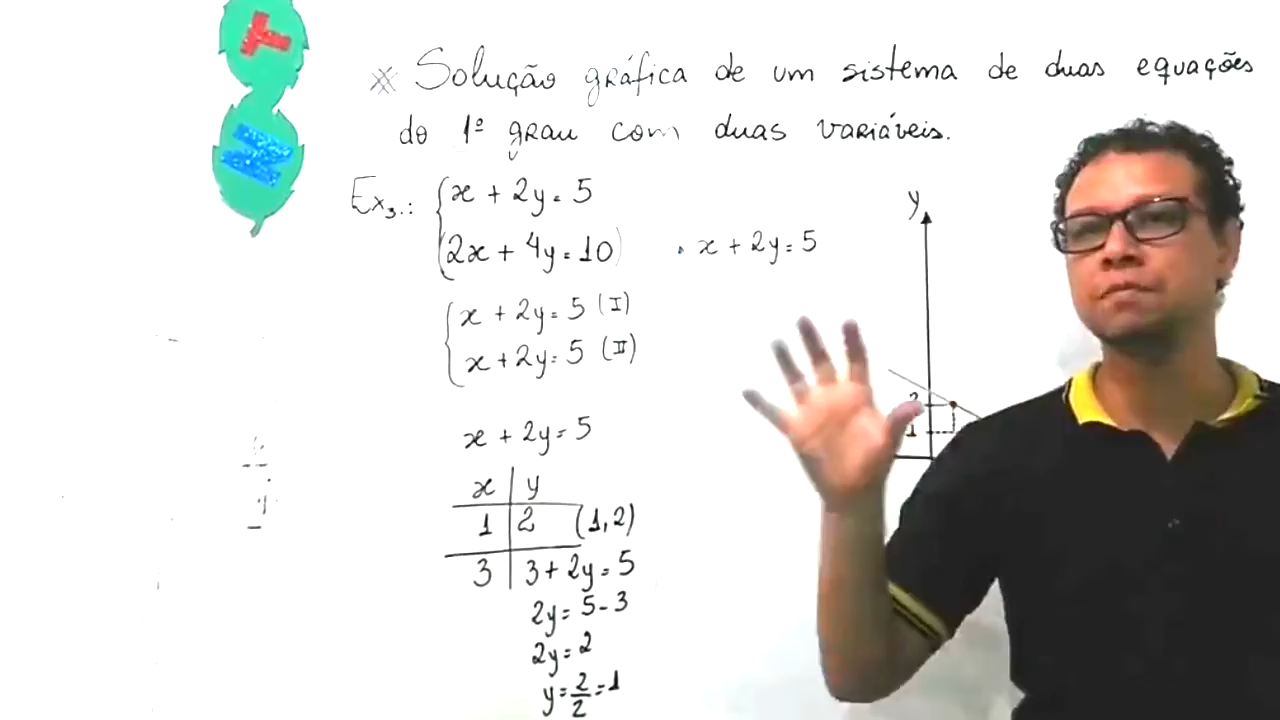 T
M
* Solução gráfica de um sistema de duas equações
do 1º grau com duas variáveis.
Ex3.: { x + 2y = 5
2x + 4y = 10
• x + 2y = 5
{ x + 2y = 5 (I)
x + 2y = 5 (II)
x + 2y = 5
x | y
1 | 2 (1,2)
3 | 3 + 2y = 5
2y = 5 - 3
2y = 2
y = 2/2 = 1
y
2
1